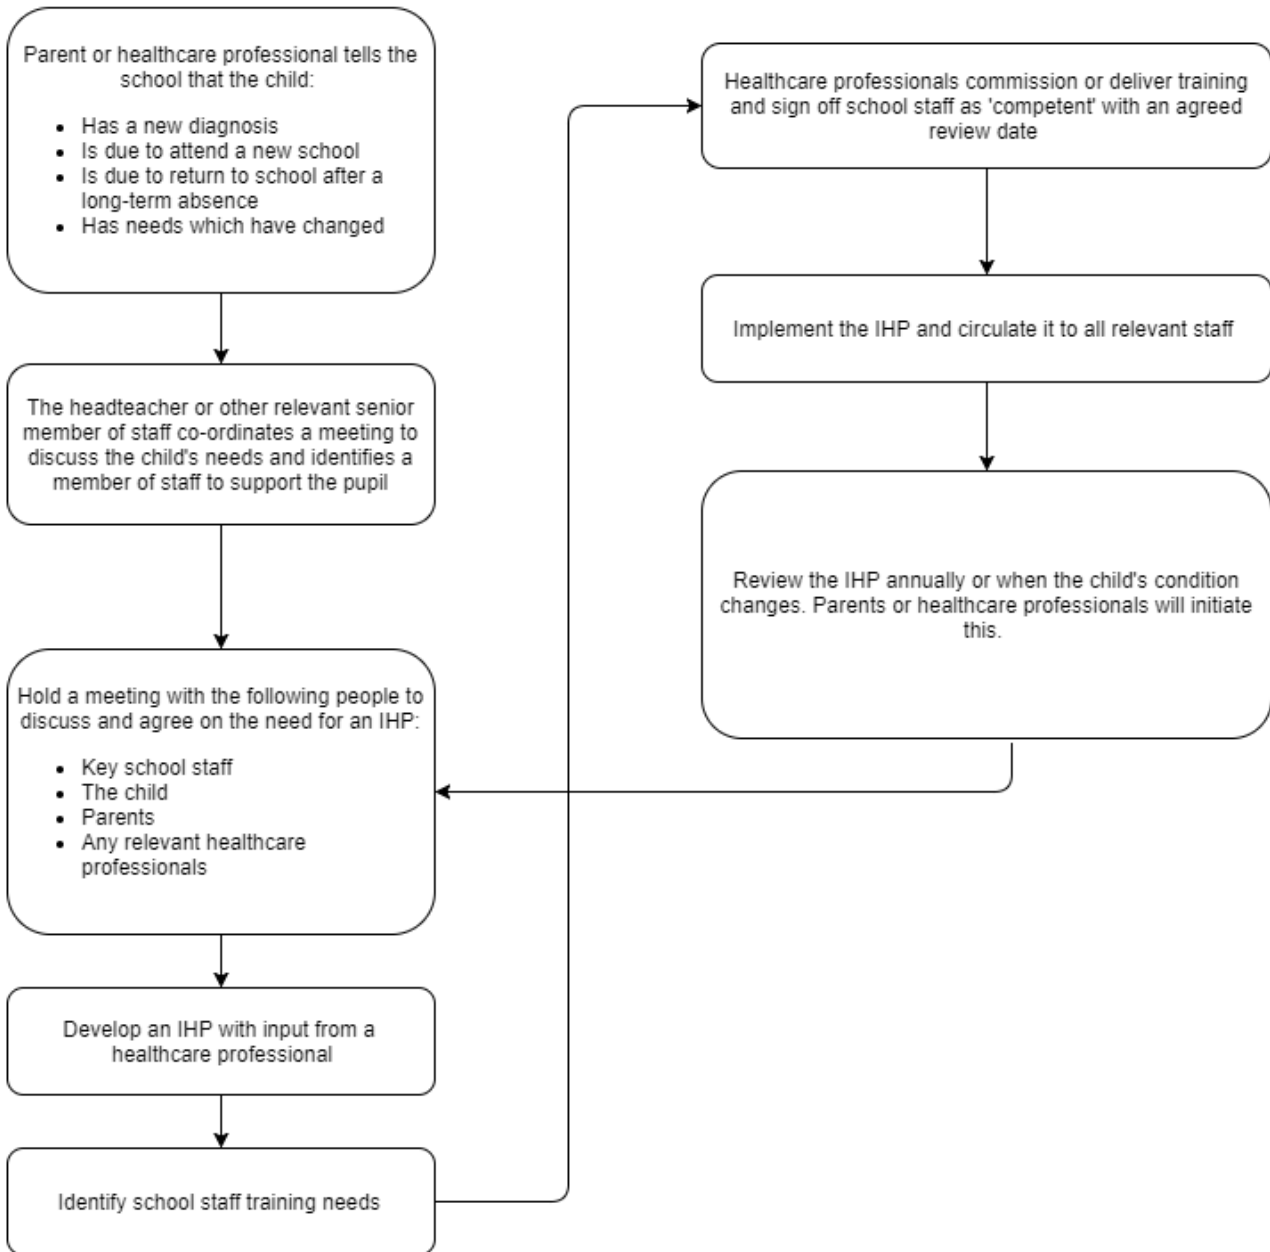 Parent or healthcare professional tells the
school that the child:
• Has a new diagnosis
• Is due to attend a new school
• Is due to return to school after a
long-term absence
• Has needs which have changed
The headteacher or other relevant senior
member of staff co-ordinates a meeting to
discuss the child's needs and identifies a
member of staff to support the pupil
Hold a meeting with the following people to
discuss and agree on the need for an IHP:
• Key school staff
• The child
• Parents
• Any relevant healthcare
professionals
Develop an IHP with input from a
healthcare professional
Identify school staff training needs
Healthcare professionals commission or deliver training
and sign off school staff as 'competent' with an agreed
review date
Implement the IHP and circulate it to all relevant staff
Review the IHP annually or when the child's condition
changes. Parents or healthcare professionals will initiate
this.